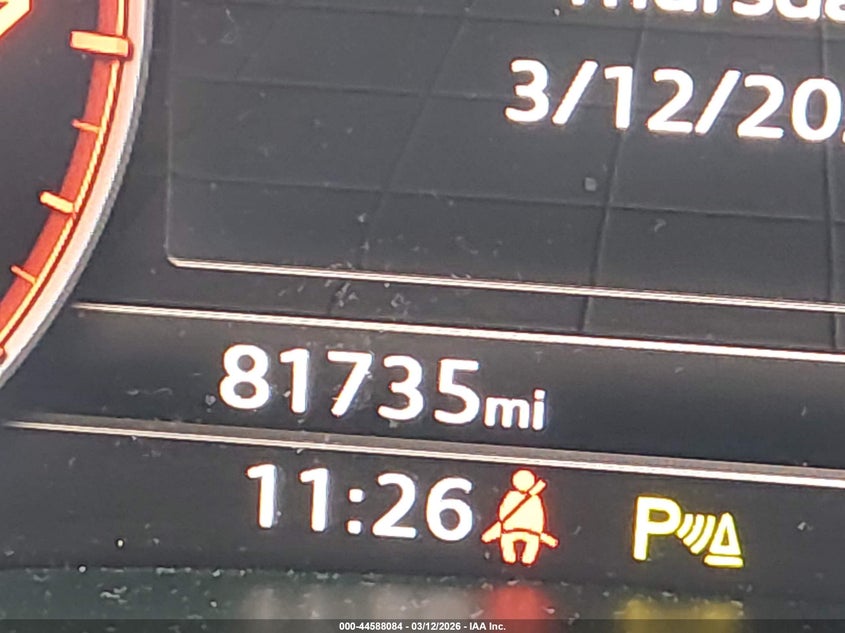 3/12/20
81735mi
11:26
P
000-44588084 - 03/12/2026 - IAA Inc.